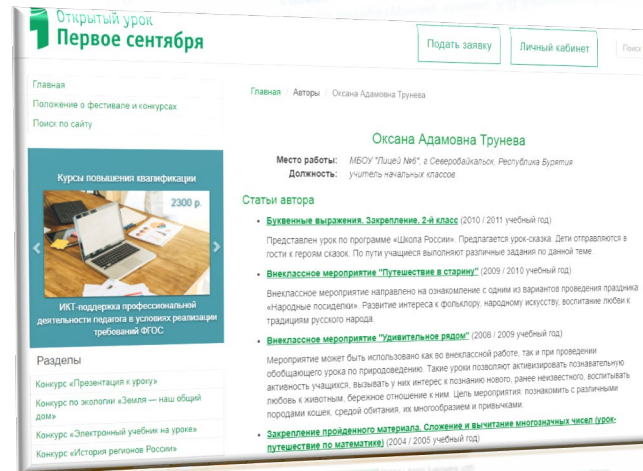 Открытый урок
Первое сентября
Подать заявку
Личный кабинет
Поиск
Главная
Положение о фестивале и конкурсах
Поиск по сайту
Курсы повышения квалификации
2300 р.
ИКТ-поддержка профессиональной
деятельности педагога в условиях реализации
требований ФГОС
Разделы
Конкурс «Презентация к уроку»
Конкурс по экологии «Земля — наш общий
дом»
Конкурс «Электронный учебник на уроке»
Конкурс «История регионов России»
Главная / Авторы / Оксана Адамовна Трунева
Оксана Адамовна Трунева
Место работы: МБОУ "Лицей №6", г.Северобайкальск, Республика Бурятия
Должность: учитель начальных классов
Статьи автора
• Буквенные выражения. Закрепление. 2-й класс (2010 / 2011 учебный год)
Представлен урок по программе «Школа России». Предлагается урок-сказка. Дети отправляются в
гости к героям сказок. По пути учащиеся выполняют различные задания по данной теме.
• Внеклассное мероприятие "Путешествие в старину" (2009 / 2010 учебный год)
Внеклассное мероприятие направлено на ознакомление с одним из вариантов проведения праздника
«Народные посиделки». Развитие интереса к фольклору, народному искусству, воспитание любви к
традициям русского народа.
• Внеклассное мероприятие "Удивительное рядом" (2008 / 2009 учебный год)
Мероприятие может быть использовано как во внеклассной работе, так и при проведении
обобщающего урока по природоведению. Такие уроки позволяют активизировать познавательную
активность учащихся, вызывать у них интерес к познанию нового, ранее неизвестного, воспитывать
любовь к животным, бережное отношение к ним. Цель мероприятия: познакомить с различными
породами кошек, средой обитания, их многообразием и привычками.
• Закрепление пройденного материала. Сложение и вычитание многозначных чисел (урок-
путешествие по математике) (2004 / 2005 учебный год)